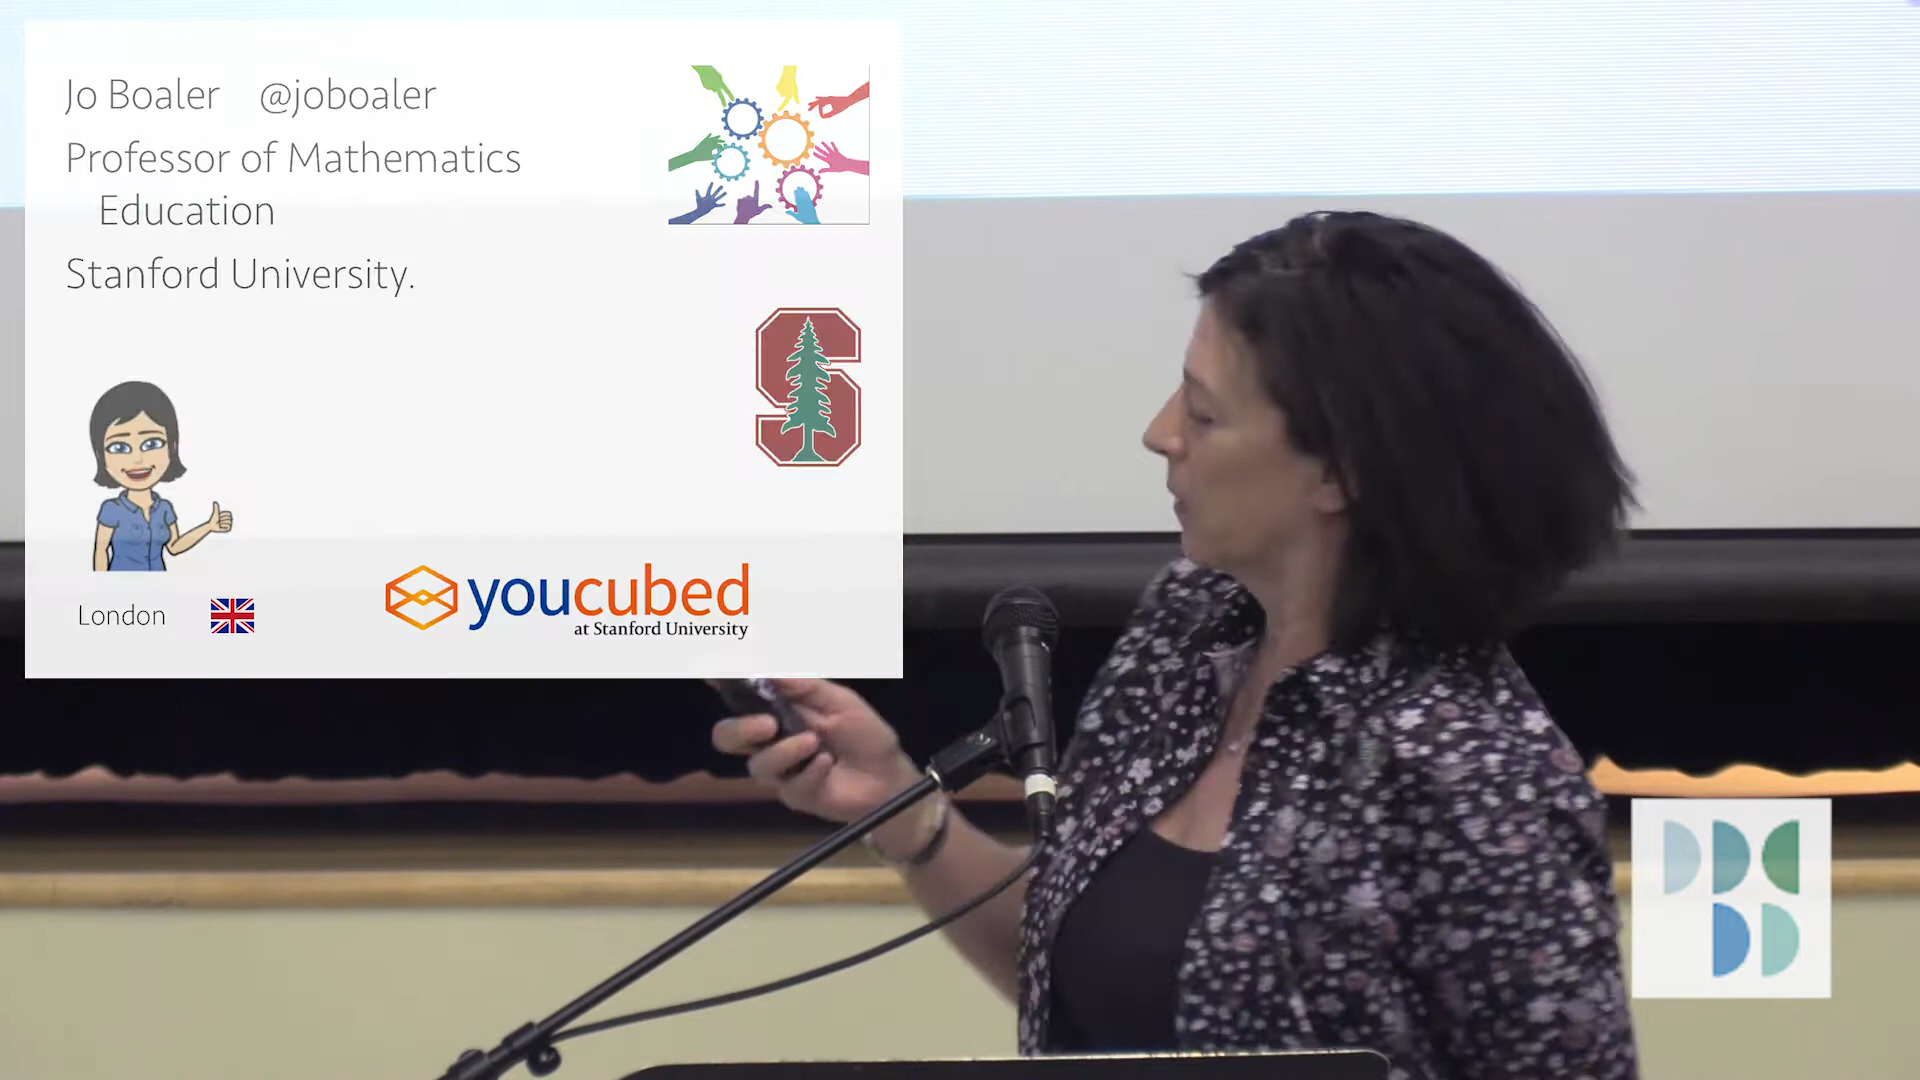 Jo Boaler @joboaler
Professor of Mathematics
Education
Stanford University.
London
youcubed
at Stanford University